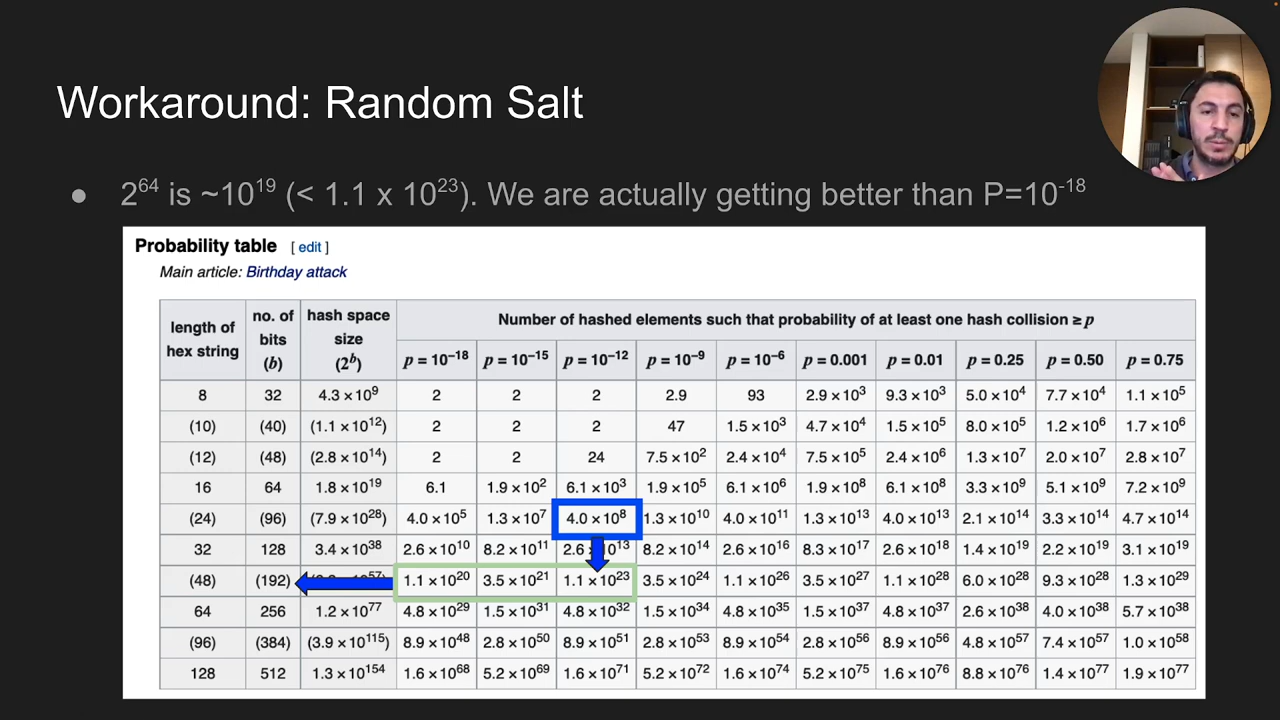 Workaround: Random Salt
● 2^64 is ~10^19 (< 1.1 x 10^23). We are actually getting better than P=10^-18
Probability table [ edit ]
Main article: Birthday attack
length of hex string no. of bits (b) hash space size (2^b) Number of hashed elements such that probability of at least one hash collision ≥ p
p = 10^−18 p = 10^−15 p = 10^−12 p = 10^−9 p = 10^−6 p = 0.001 p = 0.01 p = 0.25 p = 0.50 p = 0.75
8 32 4.3 × 10^9 2 2 2 2.9 93 2.9 × 10^3 9.3 × 10^3 5.0 × 10^4 7.7 × 10^4 1.1 × 10^5
(10) (40) (1.1 × 10^12) 2 2 2 47 1.5 × 10^3 4.7 × 10^4 1.5 × 10^5 8.0 × 10^5 1.2 × 10^6 1.7 × 10^6
(12) (48) (2.8 × 10^14) 2 2 24 7.5 × 10^2 2.4 × 10^4 7.5 × 10^5 2.4 × 10^6 1.3 × 10^7 2.0 × 10^7 2.8 × 10^7
16 64 1.8 × 10^19 6.1 1.9 × 10^2 6.1 × 10^3 1.9 × 10^5 6.1 × 10^6 1.9 × 10^8 6.1 × 10^8 3.3 × 10^9 5.1 × 10^9 7.2 × 10^9
(24) (96) (7.9 × 10^28) 4.0 × 10^5 1.3 × 10^7 4.0 × 10^8 1.3 × 10^10 4.0 × 10^11 1.3 × 10^13 4.0 × 10^13 2.1 × 10^14 3.3 × 10^14 4.7 × 10^14
32 128 3.4 × 10^38 2.6 × 10^10 8.2 × 10^11 2.6 10^13 8.2 × 10^14 2.6 × 10^16 8.3 × 10^17 2.6 × 10^18 1.4 × 10^19 2.2 × 10^19 3.1 × 10^19
(48) (192) 1.1 × 10^20 3.5 × 10^21 1.1 × 10^23 3.5 × 10^24 1.1 × 10^26 3.5 × 10^27 1.1 × 10^28 6.0 × 10^28 9.3 × 10^28 1.3 × 10^29
64 256 1.2 × 10^77 4.8 × 10^29 1.5 × 10^31 4.8 × 10^32 1.5 × 10^34 4.8 × 10^35 1.5 × 10^37 4.8 × 10^37 2.6 × 10^38 4.0 × 10^38 5.7 × 10^38
(96) (384) (3.9 × 10^115) 8.9 × 10^48 2.8 × 10^50 8.9 × 10^51 2.8 × 10^53 8.9 × 10^54 2.8 × 10^56 8.9 × 10^56 4.8 × 10^57 7.4 × 10^57 1.0 × 10^58
128 512 1.3 × 10^154 1.6 × 10^68 5.2 × 10^69 1.6 × 10^71 5.2 × 10^72 1.6 × 10^74 5.2 × 10^75 1.6 × 10^76 8.8 × 10^76 1.4 × 10^77 1.9 × 10^77